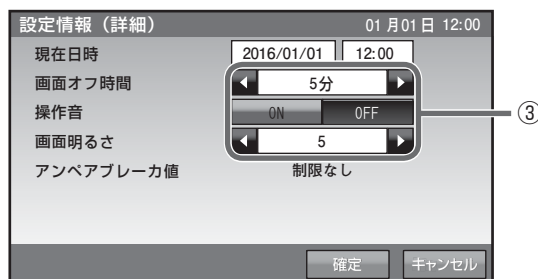 設定情報（詳細） 01月01日 12:00
現在日時 2016/01/01 12:00
画面オフ時間 5分
操作音 ON OFF
③
画面明るさ 5
アンペアブレーカ値 制限なし
確定 キャンセル